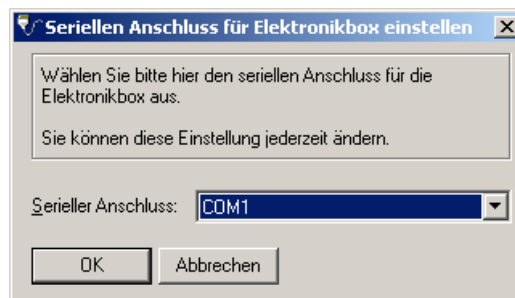 Seriellen Anschluss für Elektronikbox einstellen
Wählen Sie bitte hier den seriellen Anschluss für die
Elektronikbox aus.
Sie können diese Einstellung jederzeit ändern.
Serieller Anschluss: COM1
OK Abbrechen